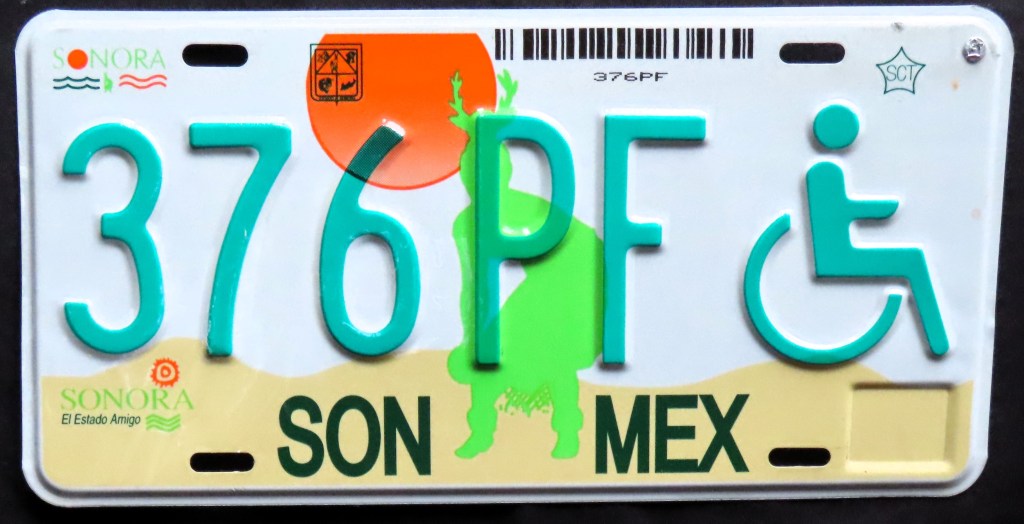 SONORA
376PF
SCT
376PF
SONORA
El Estado Amigo
SON MEX